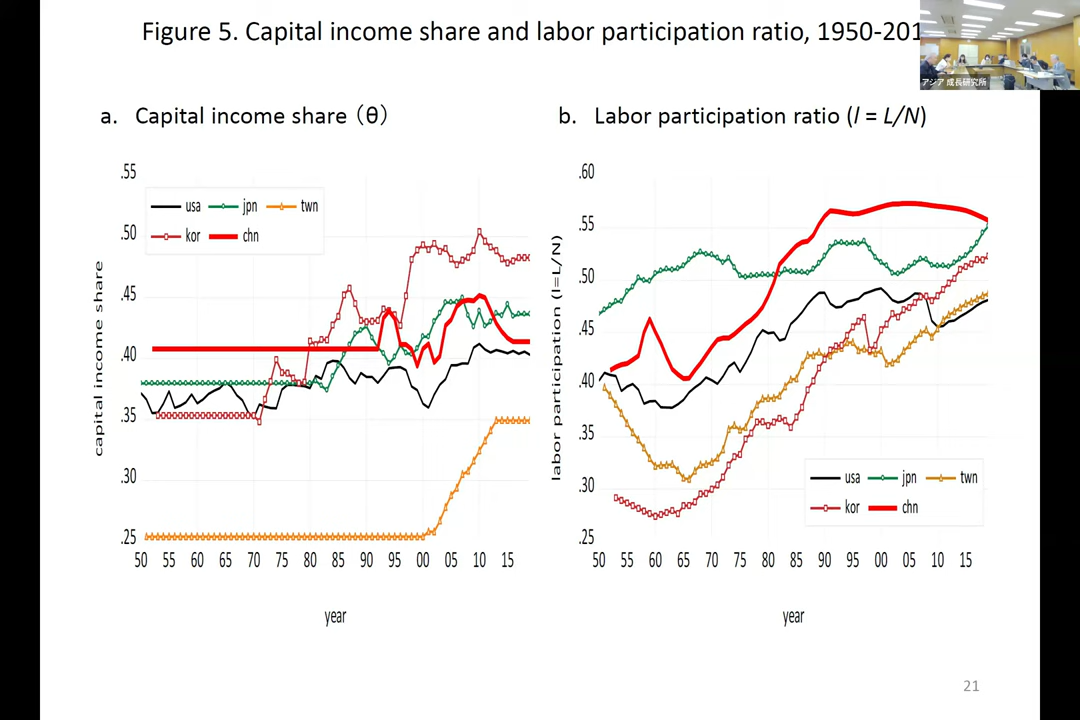 Figure 5. Capital income share and labor participation ratio, 1950-201
アジア 成長研究所
a. Capital income share (θ)
b. Labor participation ratio (l = L/N)
.55
.50
.45
.40
.35
.30
.25
capital income share
usa jpn twn
kor chn
50 55 60 65 70 75 80 85 90 95 00 05 10 15
year
.60
.55
.50
.45
.40
.35
.30
.25
labor participation (l=L/N)
usa jpn twn
kor chn
50 55 60 65 70 75 80 85 90 95 00 05 10 15
year
21